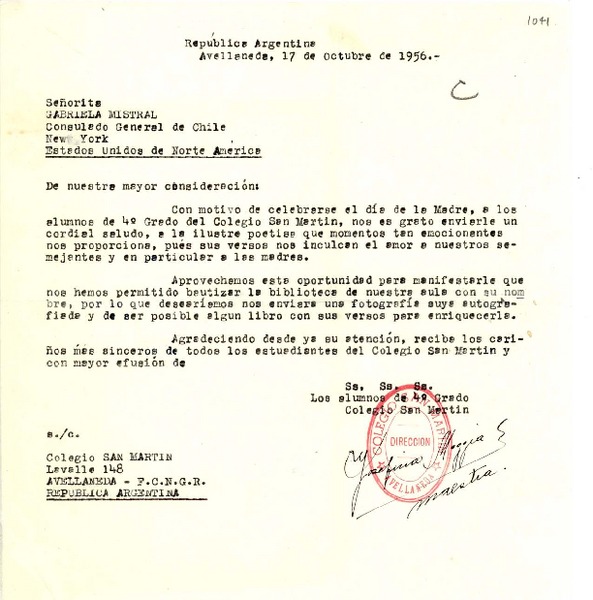 1041
República Argentina
Avellaneda, 17 de Octubre de 1956.-
C
Señorita
GABRIELA MISTRAL
Consulado General de Chile
New York
Estados Unidos de Norte América
De nuestra mayor consideración:
Con motivo de celebrarse el día de la Madre, a los
alumnos de 4º Grado del Colegio San Martín, nos es grato enviarle un
cordial saludo, a la ilustre poetisa que momentos tan emocionantes
nos proporciona, pués sus versos nos inculcan el amor a nuestros se-
mejantes y en particular a las madres.
Aprovechamos esta oportunidad para manifestarle que
nos hemos permitido bautizar la biblioteca de nuestra aula con su nom
bre, por lo que desearíamos nos enviara una fotografía suya autogra-
fiada y de ser posible algun libro con sus versos para enriquecerla.
Agradeciendo desde ya su atención, reciba los cari-
ños más sinceros de todos los estudiantes del Colegio San Martín y
con mayor efusión de
Ss. Ss. Ss.
Los alumnos de 4º Grado
Colegio San Martín
COLEGIO SAN MARTIN
DIRECCION
AVELLANEDA
maestra.
s./c.
Colegio SAN MARTIN
Lavalle 148
AVELLANEDA - F.C.N.G.R.
REPUBLICA ARGENTINA